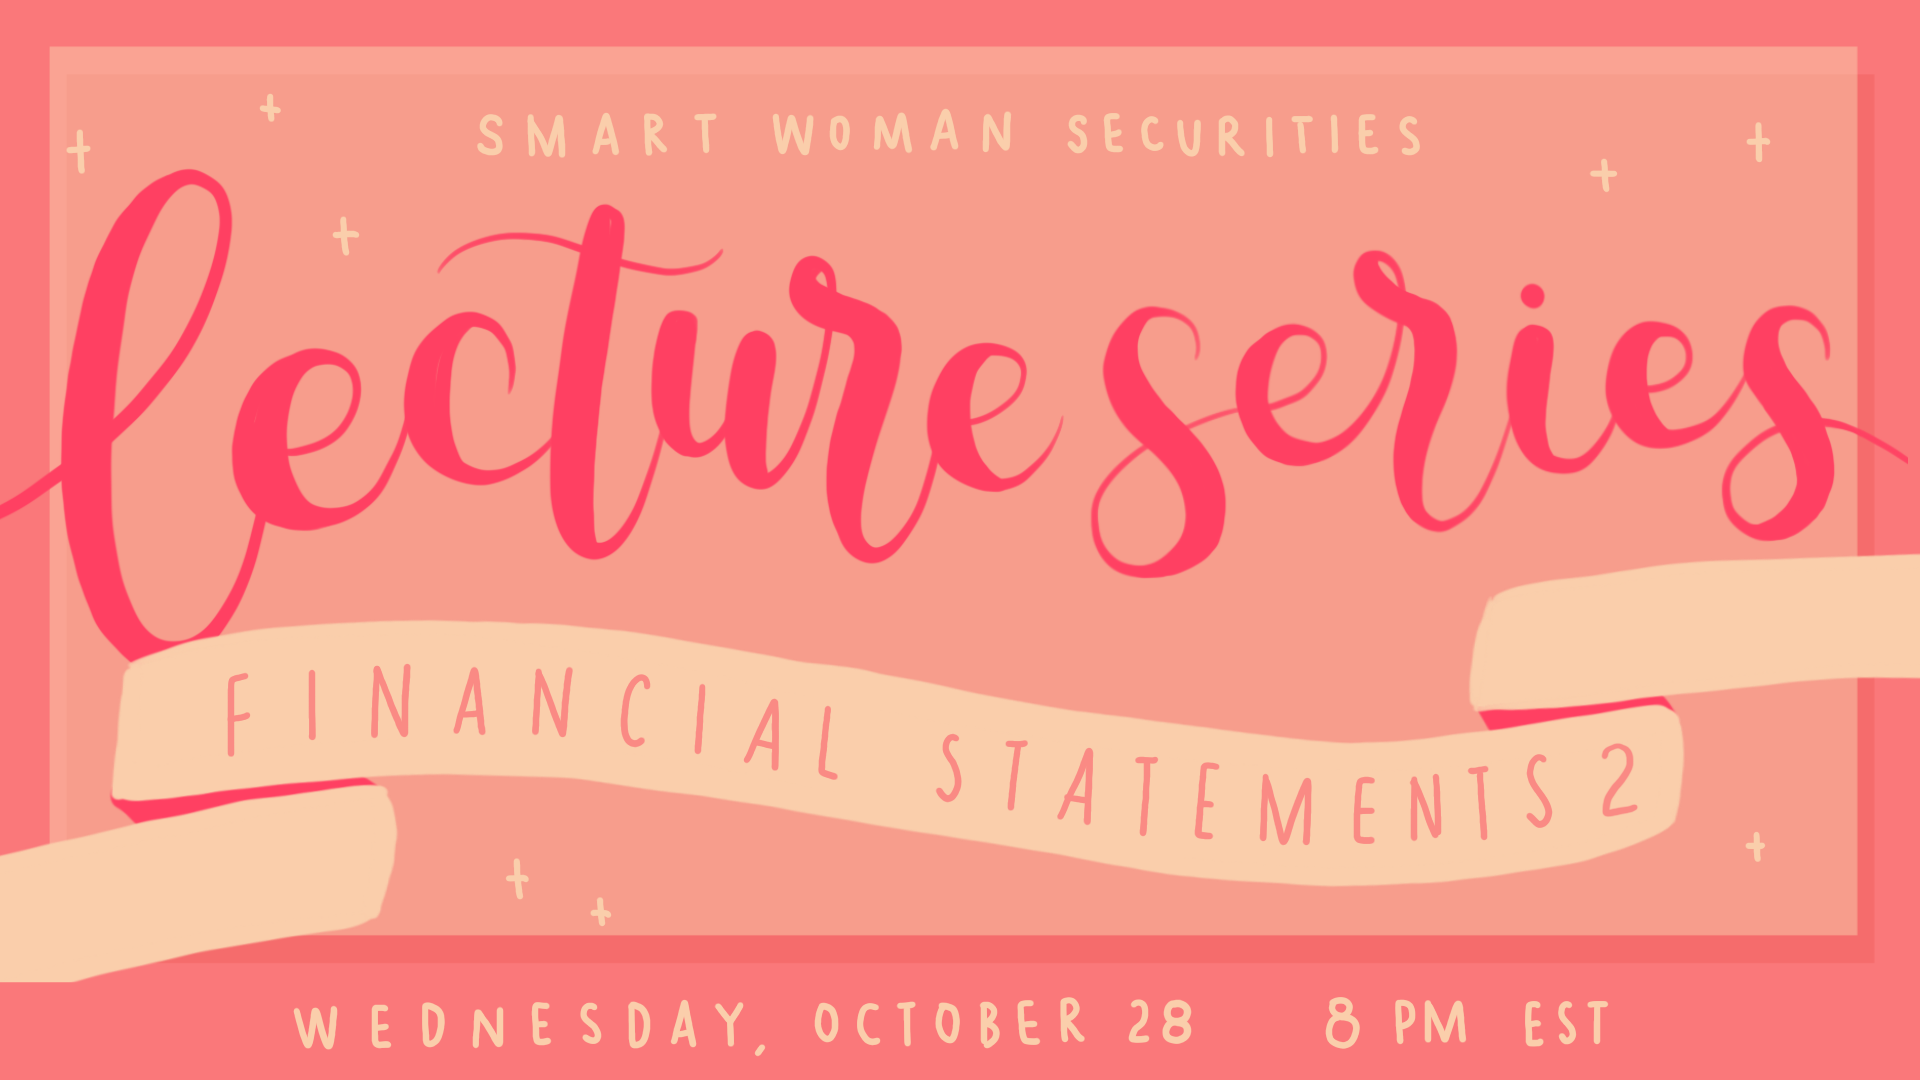 SMART WOMAN SECURITIES
lecture series
FINANCIAL STATEMENTS 2
WEDNESDAY, OCTOBER 28 8 PM EST